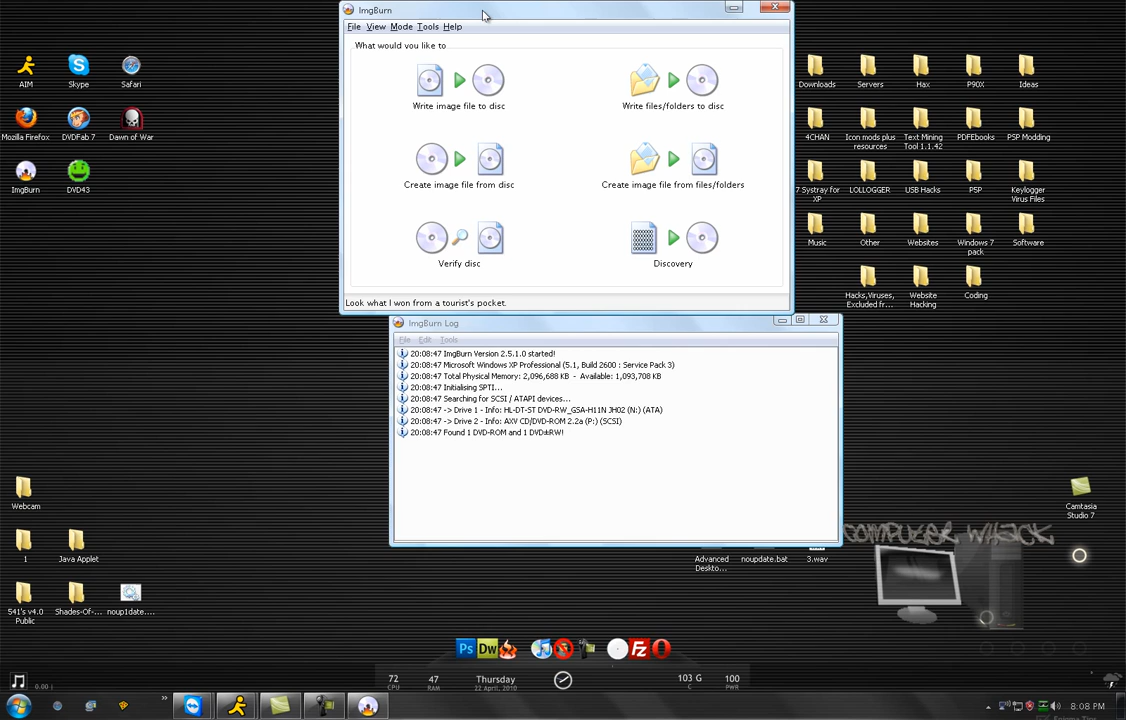 ImgBurn
File View Mode Tools Help
What would you like to
Write image file to disc
Write files/folders to disc
Create image file from disc
Create image file from files/folders
Verify disc
Discovery
Look what I won from a tourist's pocket.
ImgBurn Log
File Edit Tools
20:08:47 ImgBurn Version 2.5.1.0 started!
20:08:47 Microsoft Windows XP Professional (5.1, Build 2600 : Service Pack 3)
20:08:47 Total Physical Memory: 2,096,688 KB - Available: 1,093,708 KB
20:08:47 Initialising SPTI...
20:08:47 Searching for SCSI / ATAPI devices...
20:08:47 -> Drive 1 - Info: HL-DT-ST DVD-RW_GSA-H11N JH02 (N:) (ATA)
20:08:47 -> Drive 2 - Info: AXV CD/DVD-ROM 2.2a (P:) (SCSI)
20:08:47 Found 1 DVD-ROM and 1 DVD±RW!
AIM
Skype
Safari
Mozilla Firefox
DVDFab 7
Dawn of War
ImgBurn
DVD43
Downloads
Servers
Hax
P90X
Ideas
4CHAN
Icon mods plus
resources
Text Mining
Tool 1.1.42
PDFEbooks
PSP Modding
7 Systray for
XP
LOLLOGGER
USB Hacks
PSP
Keylogger
Virus Files
Music
Other
Websites
Windows 7
pack
Software
Hacks,Viruses,
Excluded fr...
Website
Hacking
Coding
Webcam
Camtasia
Studio 7
1
Java Applet
COMPUTER WHACK
Advanced
Deskto...
noupdate.bat
3.wav
541's v4.0
Public
Shades-Of-...
noup1date....
Ps
Dw
Fz
0.00 |
72
CPU
47
RAM
Thursday
22 April, 2010
103 G
C
100
PWR
8:08 PM